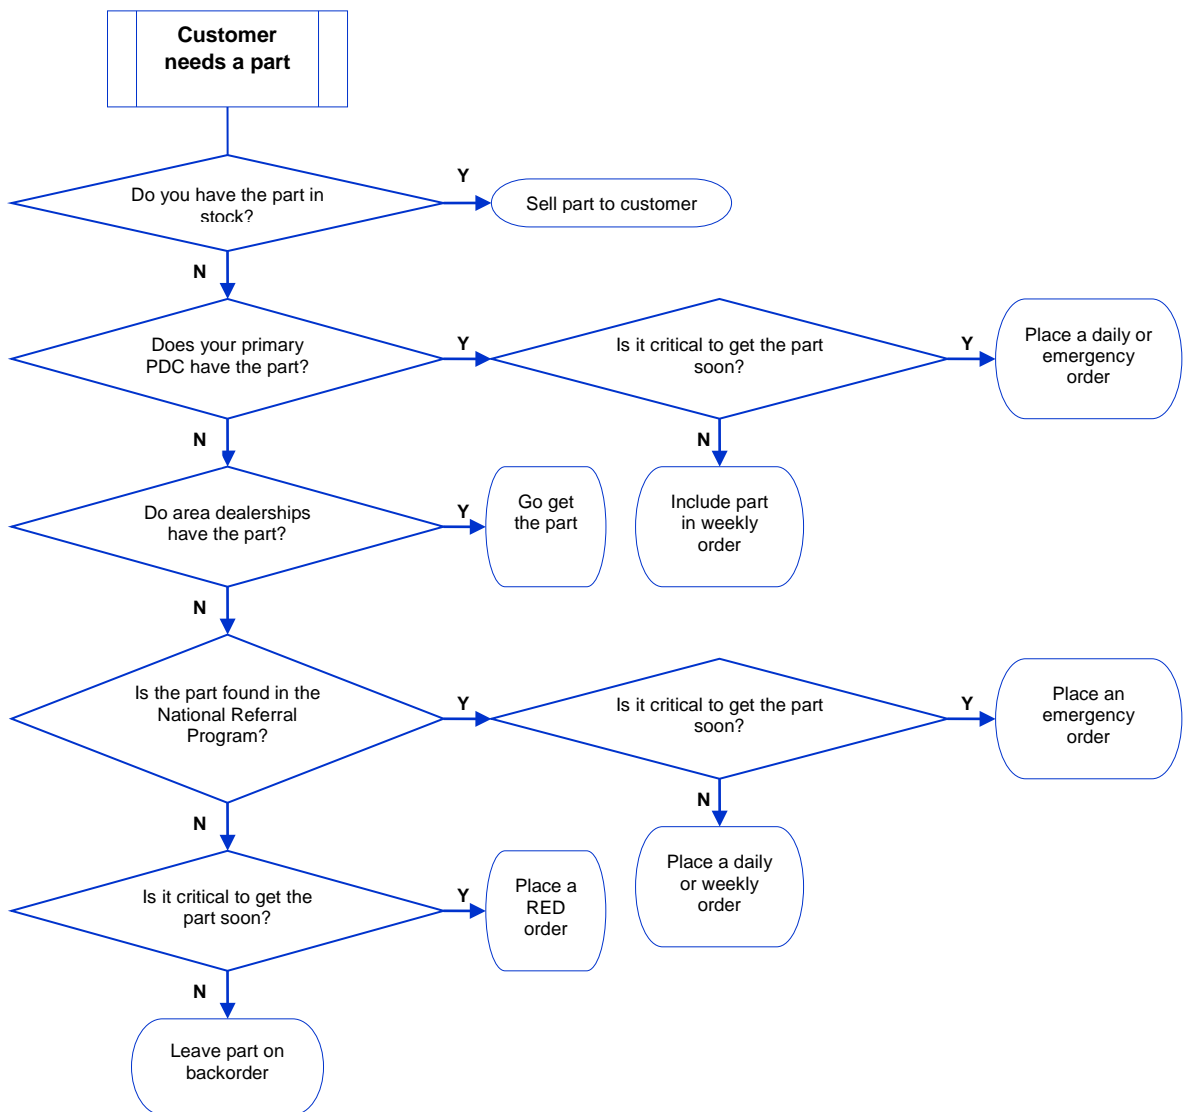 Customer
needs a part
Do you have the part in
stock?
Y
Sell part to customer
N
Does your primary
PDC have the part?
Y
Is it critical to get the part
soon?
Y
Place a daily or
emergency
order
N
N
Include part
in weekly
order
Do area dealerships
have the part?
Y
Go get
the part
N
Is the part found in the
National Referral
Program?
Y
Is it critical to get the part
soon?
Y
Place an
emergency
order
N
Place a daily
or weekly
order
N
Is it critical to get the
part soon?
Y
Place a
RED
order
N
Leave part on
backorder